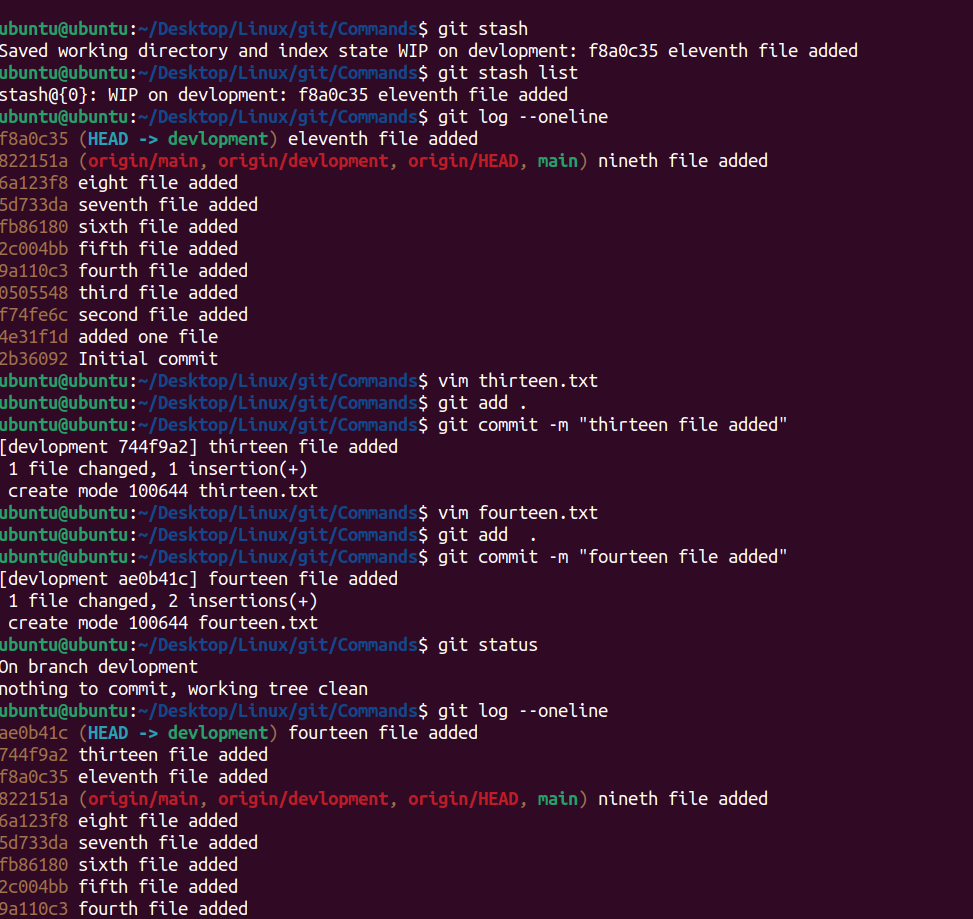 ubuntu@ubuntu:~/Desktop/Linux/git/Commands$ git stash
Saved working directory and index state WIP on devlopment: f8a0c35 eleventh file added
ubuntu@ubuntu:~/Desktop/Linux/git/Commands$ git stash list
stash@{0}: WIP on devlopment: f8a0c35 eleventh file added
ubuntu@ubuntu:~/Desktop/Linux/git/Commands$ git log --oneline
f8a0c35 (HEAD -> devlopment) eleventh file added
822151a (origin/main, origin/devlopment, origin/HEAD, main) nineth file added
6a123f8 eight file added
5d733da seventh file added
fb86180 sixth file added
2c004bb fifth file added
9a110c3 fourth file added
0505548 third file added
f74fe6c second file added
4e31f1d added one file
2b36092 Initial commit
ubuntu@ubuntu:~/Desktop/Linux/git/Commands$ vim thirteen.txt
ubuntu@ubuntu:~/Desktop/Linux/git/Commands$ git add .
ubuntu@ubuntu:~/Desktop/Linux/git/Commands$ git commit -m "thirteen file added"
[devlopment 744f9a2] thirteen file added
 1 file changed, 1 insertion(+)
 create mode 100644 thirteen.txt
ubuntu@ubuntu:~/Desktop/Linux/git/Commands$ vim fourteen.txt
ubuntu@ubuntu:~/Desktop/Linux/git/Commands$ git add  .
ubuntu@ubuntu:~/Desktop/Linux/git/Commands$ git commit -m "fourteen file added"
[devlopment ae0b41c] fourteen file added
 1 file changed, 2 insertions(+)
 create mode 100644 fourteen.txt
ubuntu@ubuntu:~/Desktop/Linux/git/Commands$ git status
On branch devlopment
nothing to commit, working tree clean
ubuntu@ubuntu:~/Desktop/Linux/git/Commands$ git log --oneline
ae0b41c (HEAD -> devlopment) fourteen file added
744f9a2 thirteen file added
f8a0c35 eleventh file added
822151a (origin/main, origin/devlopment, origin/HEAD, main) nineth file added
6a123f8 eight file added
5d733da seventh file added
fb86180 sixth file added
2c004bb fifth file added
9a110c3 fourth file added